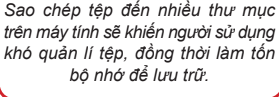 Sao chép tệp đến nhiều thư mục
trên máy tính sẽ khiến người sử dụng
khó quản lí tệp, đồng thời làm tốn
bộ nhớ để lưu trữ.